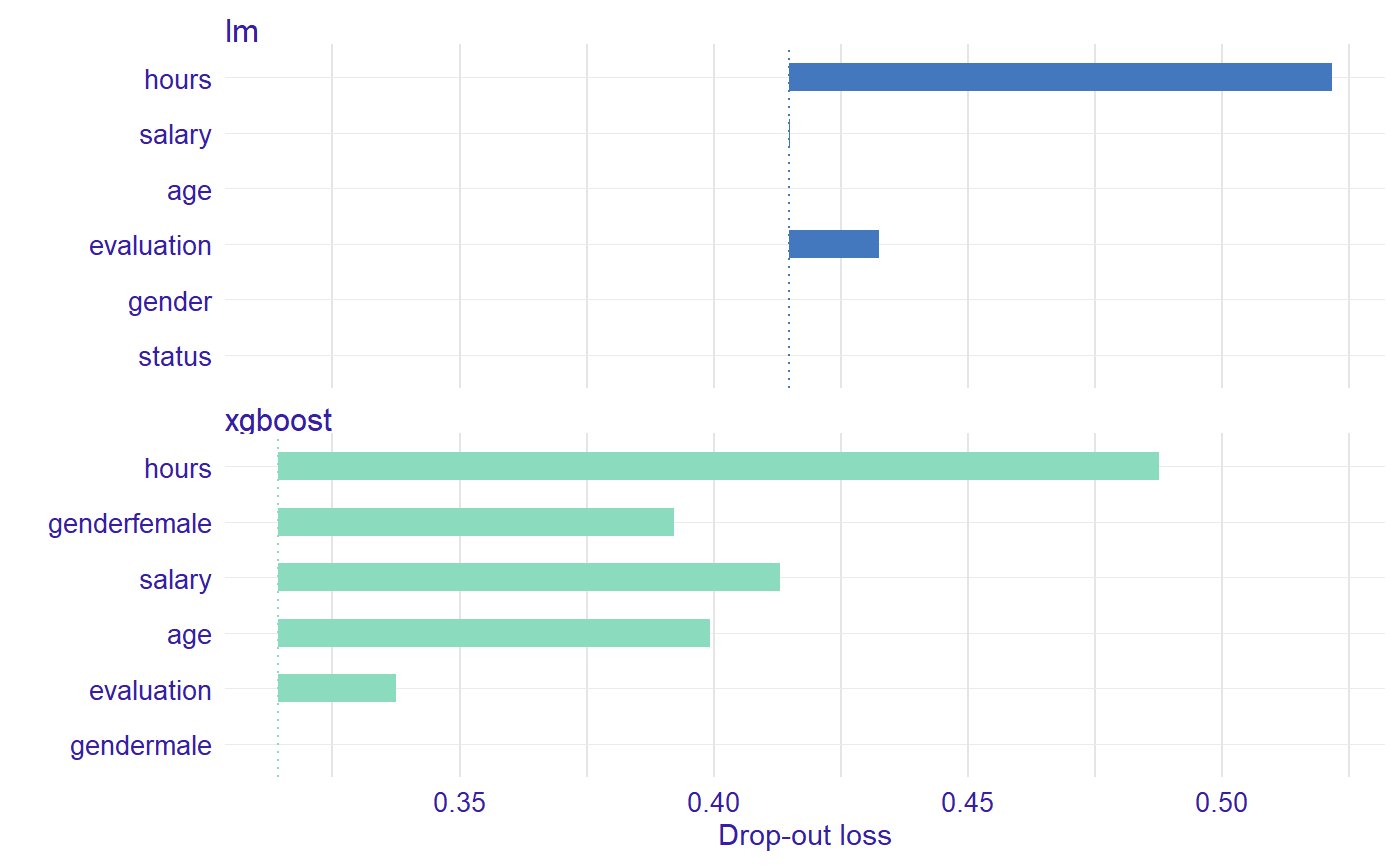 lm
hours
salary
age
evaluation
gender
status
xgboost
hours
genderfemale
salary
age
evaluation
gendermale
0.35 0.40 0.45 0.50
Drop-out loss